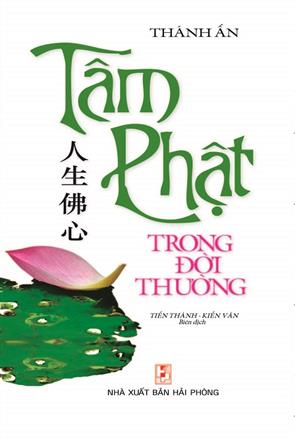 THÀNH ẤN
Tâm
Phật
人生佛心
TRONG
ĐỜI
THƯỜNG
TIẾN THÀNH - KIẾN VĂN
Biên dịch
NHÀ XUẤT BẢN HẢI PHÒNG